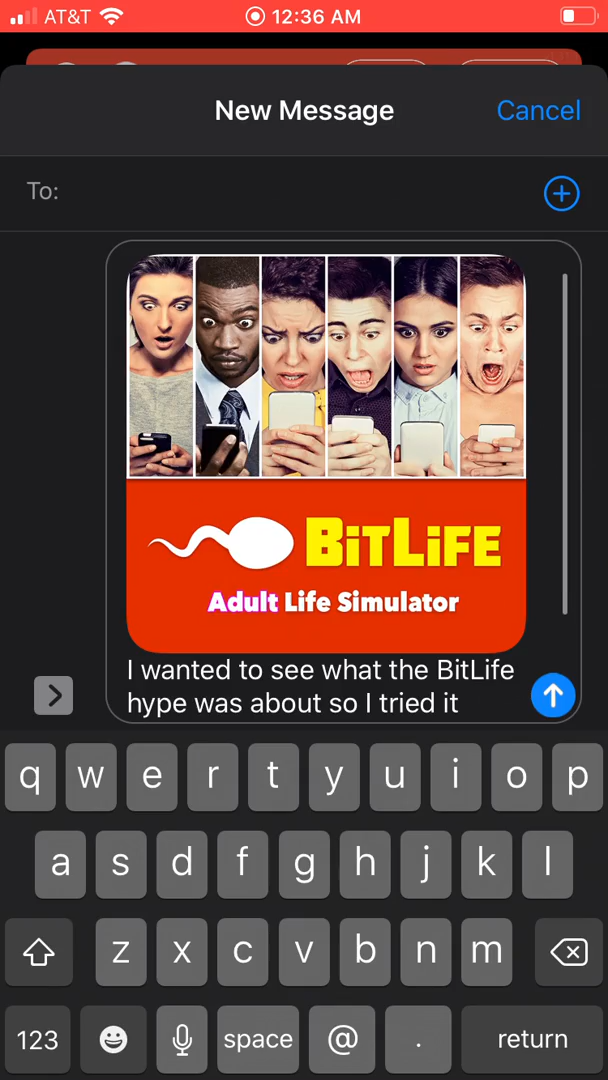 AT&T
12:36 AM
New Message
Cancel
To:
BiTLiFE
Adult Life Simulator
I wanted to see what the BitLife
hype was about so I tried it
q w e r t y u i o p
a s d f g h j k l
z x c v b n m
123
space
@
.
return